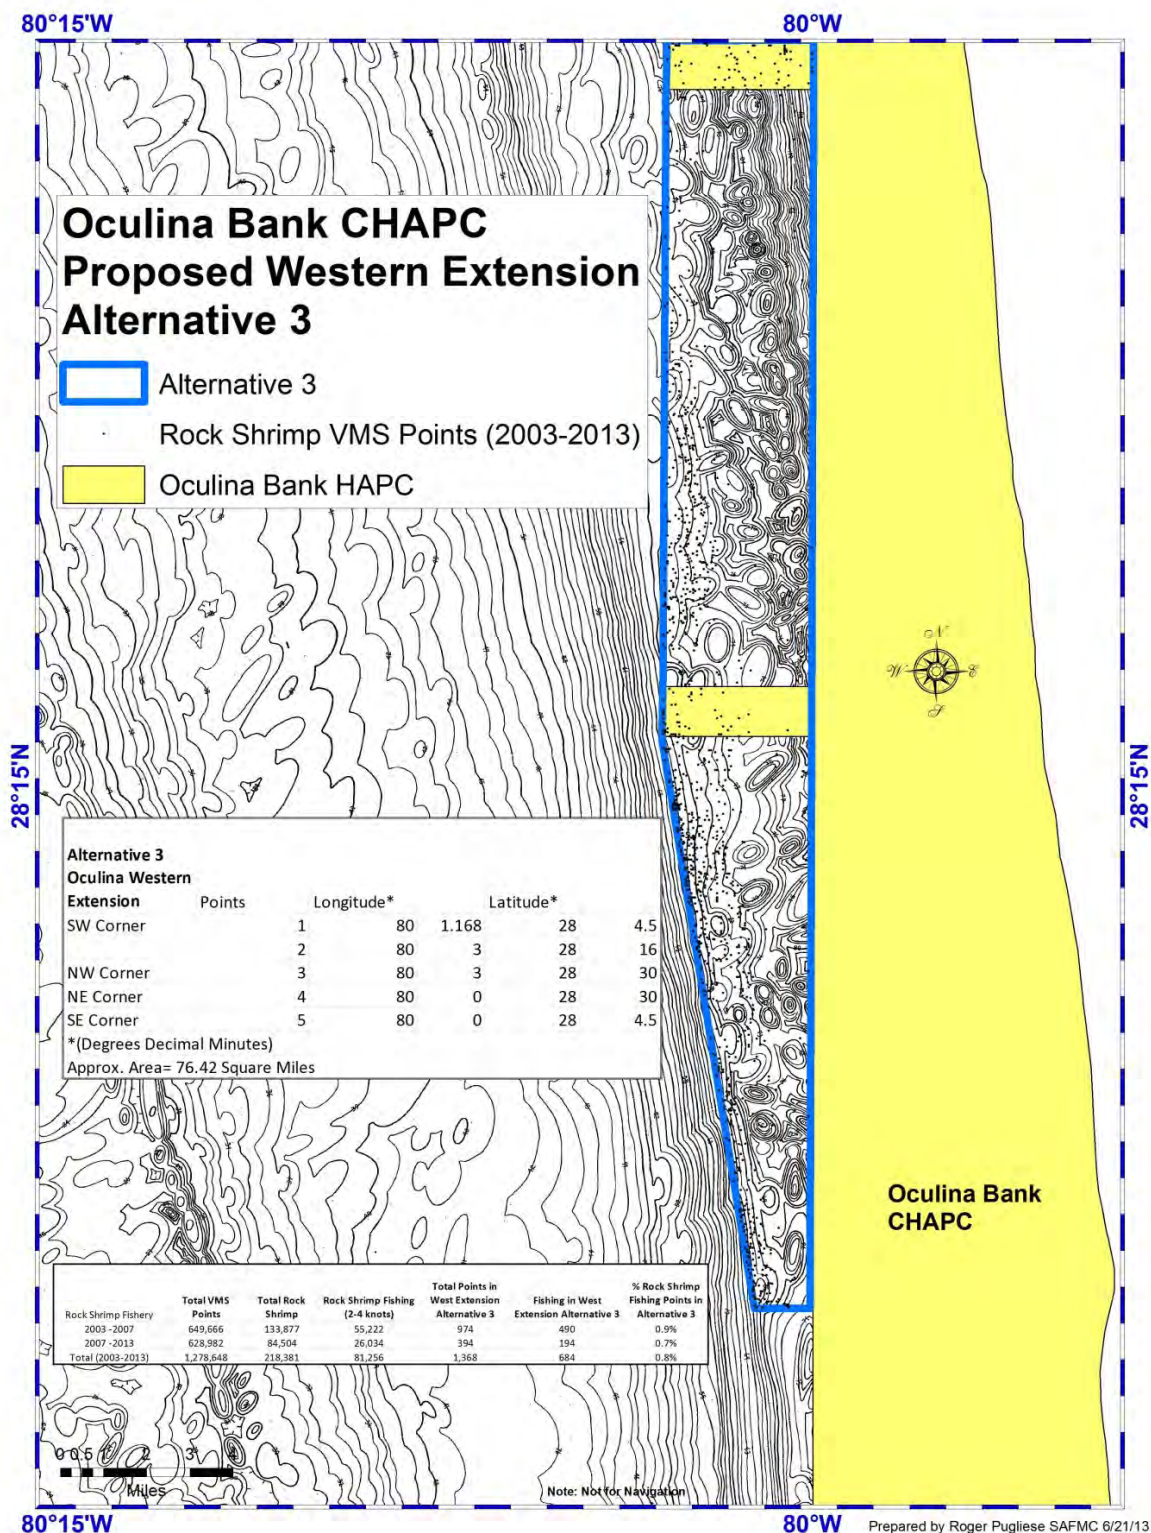 80°15'W 80°W
Oculina Bank CHAPC
Proposed Western Extension
Alternative 3
Alternative 3
Rock Shrimp VMS Points (2003-2013)
Oculina Bank HAPC
N
W E
S
28°15'N 28°15'N
Alternative 3
Oculina Western
Extension Points Longitude* Latitude*
SW Corner 1 80 1.168 28 4.5
2 80 3 28 16
NW Corner 3 80 3 28 30
NE Corner 4 80 0 28 30
SE Corner 5 80 0 28 4.5
*(Degrees Decimal Minutes)
Approx. Area= 76.42 Square Miles
Oculina Bank
CHAPC
Total Points in % Rock Shrimp
Total VMS Total Rock Rock Shrimp Fishing West Extension Fishing in West Fishing Points in
Rock Shrimp Fishery Points Shrimp (2-4 knots) Alternative 3 Extension Alternative 3 Alternative 3
2003 -2007 649,666 133,877 55,222 974 490 0.9%
2007 -2013 628,982 84,504 26,034 394 194 0.7%
Total (2003-2013) 1,278,648 218,381 81,256 1,368 684 0.8%
0 0.5 1 2 3 4
Miles
Note: Not for Navigation
80°15'W 80°W
Prepared by Roger Pugliese SAFMC 6/21/13